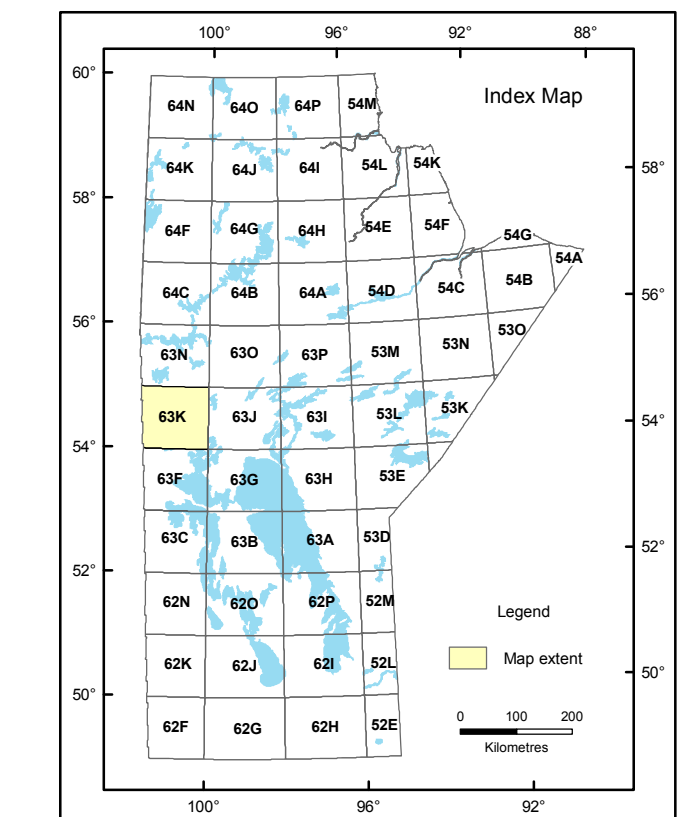 100° 96° 92° 88°
60°
Index Map
64N 64O 64P 54M
64K 64J 64I 54L 54K
58°
58°
64F 64G 64H 54E 54F
54G
54A
64C 64B 64A 54D 54C 54B
56°
56°
63N 63O 63P 53M 53N 53O
63K 63J 63I 53L 53K
54°
54°
63F 63G 63H 53E
63C 63B 63A 53D
52°
52°
62N 62O 62P 52M
Legend
62K 62J 62I 52L
Map extent
50°
50°
62F 62G 62H 52E
0 100 200
Kilometres
100° 96° 92°